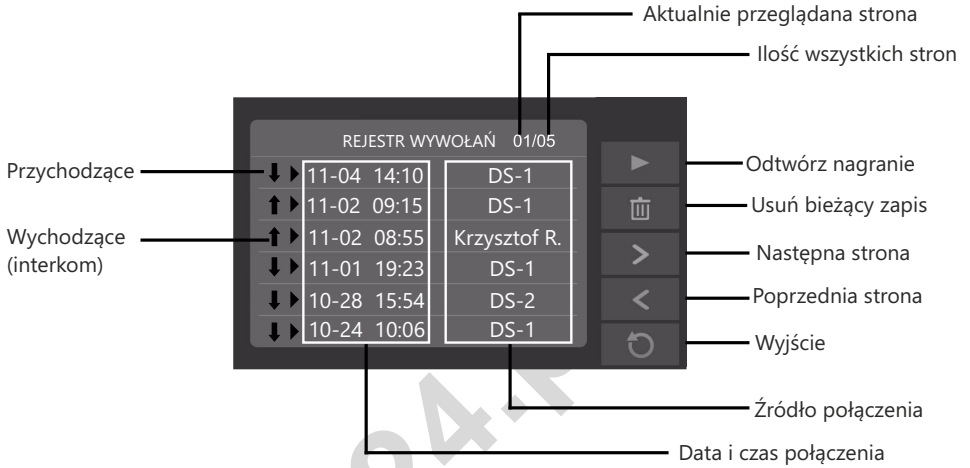 Aktualnie przeglądana strona
Ilość wszystkich stron
REJESTR WYWOŁAŃ 01/05
Przychodzące
11-04 14:10 DS-1
11-02 09:15 DS-1
Wychodzące
(interkom)
11-02 08:55 Krzysztof R.
11-01 19:23 DS-1
10-28 15:54 DS-2
10-24 10:06 DS-1
Odtwórz nagranie
Usuń bieżący zapis
Następna strona
Poprzednia strona
Wyjście
Źródło połączenia
Data i czas połączenia